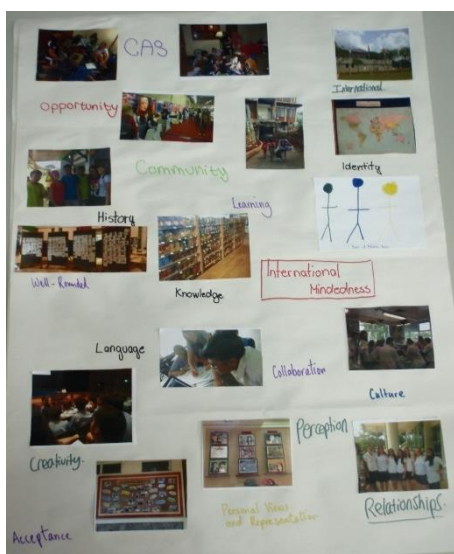 CAS
International
Opportunity
Community
Identity
Learning
History
Well-Rounded
Knowledge
International
Mindedness
Language
Collaboration
Culture
Perception
Creativity.
Personal Views
and Representation
Relationships.
Acceptance